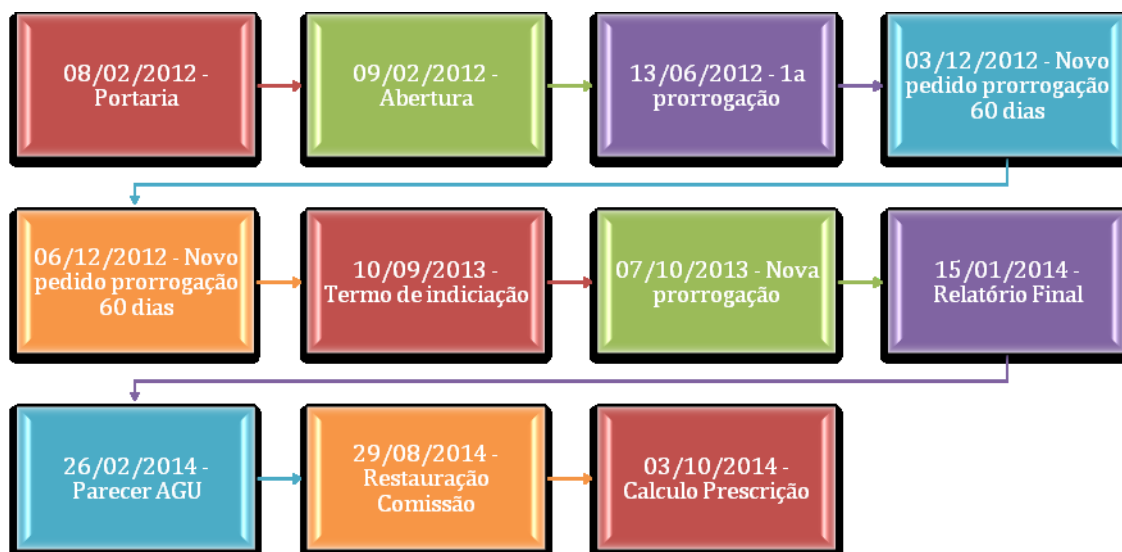 08/02/2012 -
Portaria
09/02/2012 -
Abertura
13/06/2012 - 1a
prorrogação
03/12/2012 - Novo
pedido prorrogação
60 dias
06/12/2012 - Novo
pedido prorrogação
60 dias
10/09/2013 -
Termo de indiciação
07/10/2013 - Nova
prorrogação
15/01/2014 -
Relatório Final
26/02/2014 -
Parecer AGU
29/08/2014 -
Restauração
Comissão
03/10/2014 -
Calculo Prescrição